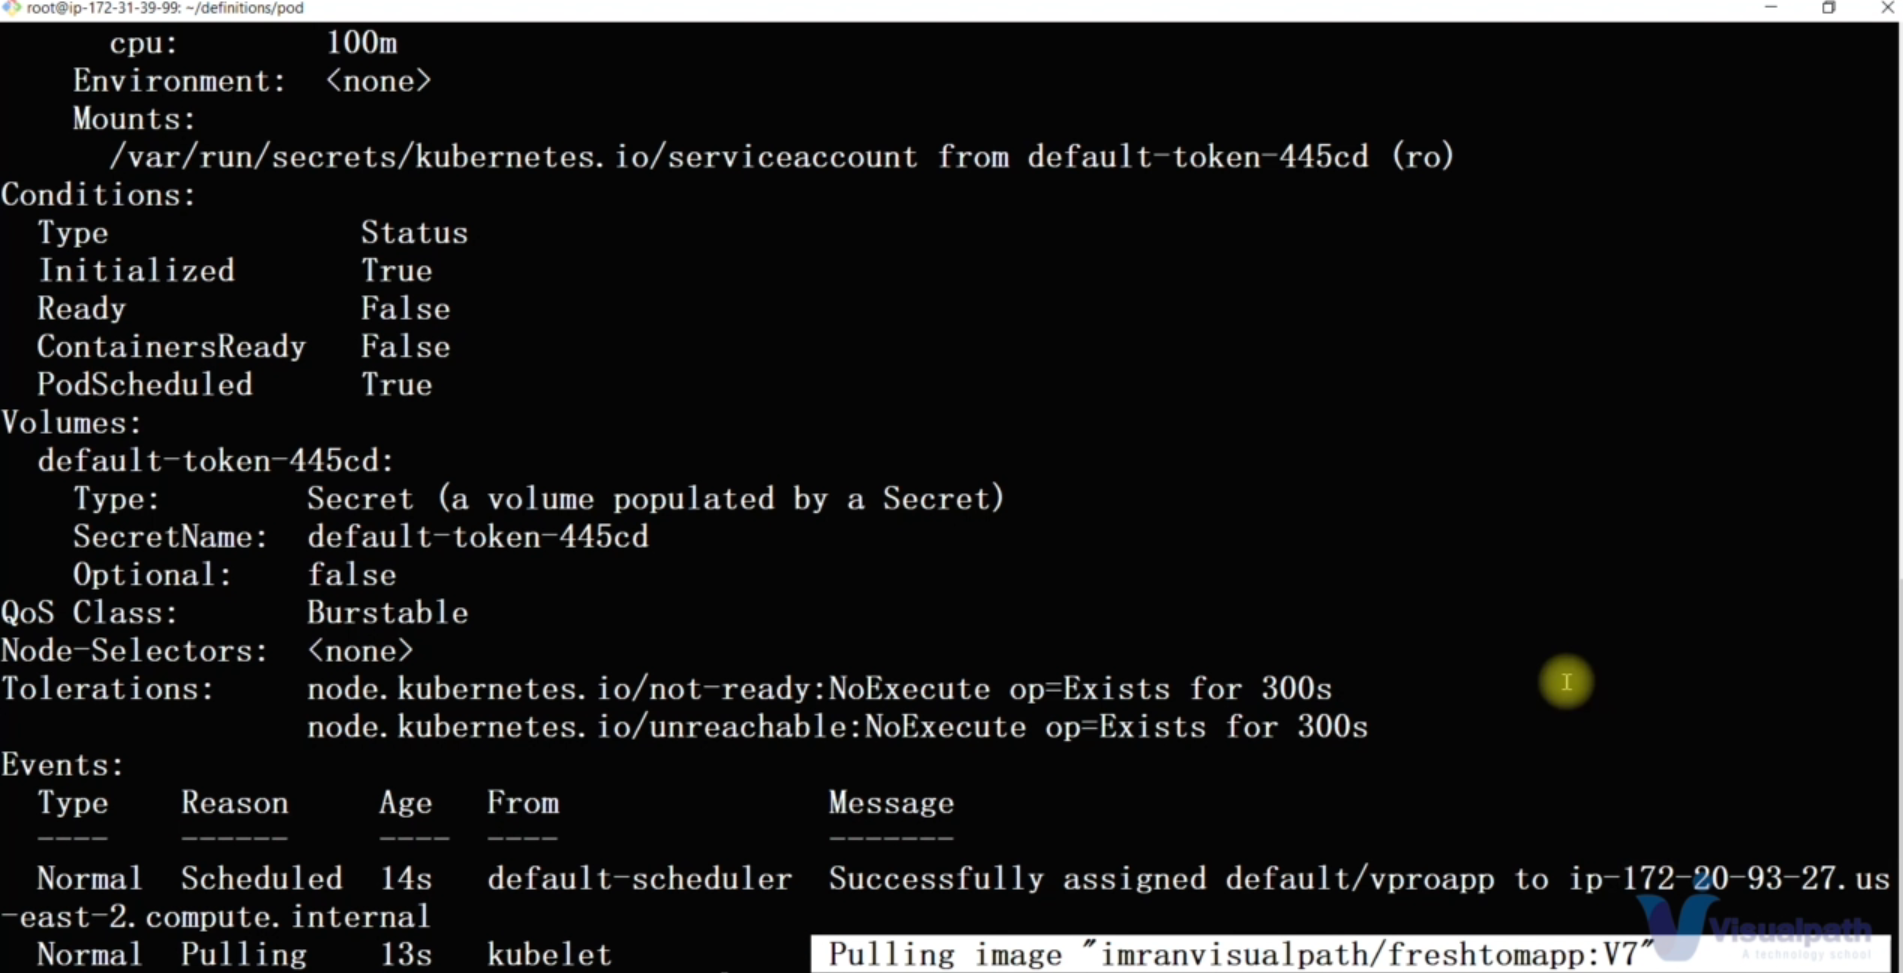 root@ip-172-31-39-99: ~/definitions/pod
cpu: 100m
Environment: <none>
Mounts:
/var/run/secrets/kubernetes.io/serviceaccount from default-token-445cd (ro)
Conditions:
Type Status
Initialized True
Ready False
ContainersReady False
PodScheduled True
Volumes:
default-token-445cd:
Type: Secret (a volume populated by a Secret)
SecretName: default-token-445cd
Optional: false
QoS Class: Burstable
Node-Selectors: <none>
Tolerations: node.kubernetes.io/not-ready:NoExecute op=Exists for 300s
node.kubernetes.io/unreachable:NoExecute op=Exists for 300s
Events:
Type Reason Age From Message
---- ------ ---- ---- -------
Normal Scheduled 14s default-scheduler Successfully assigned default/vproapp to ip-172-20-93-27.us
-east-2.compute.internal
Normal Pulling 13s kubelet Pulling image "imranvisualpath/freshtomapp:V7"
Visualpath
A technology school